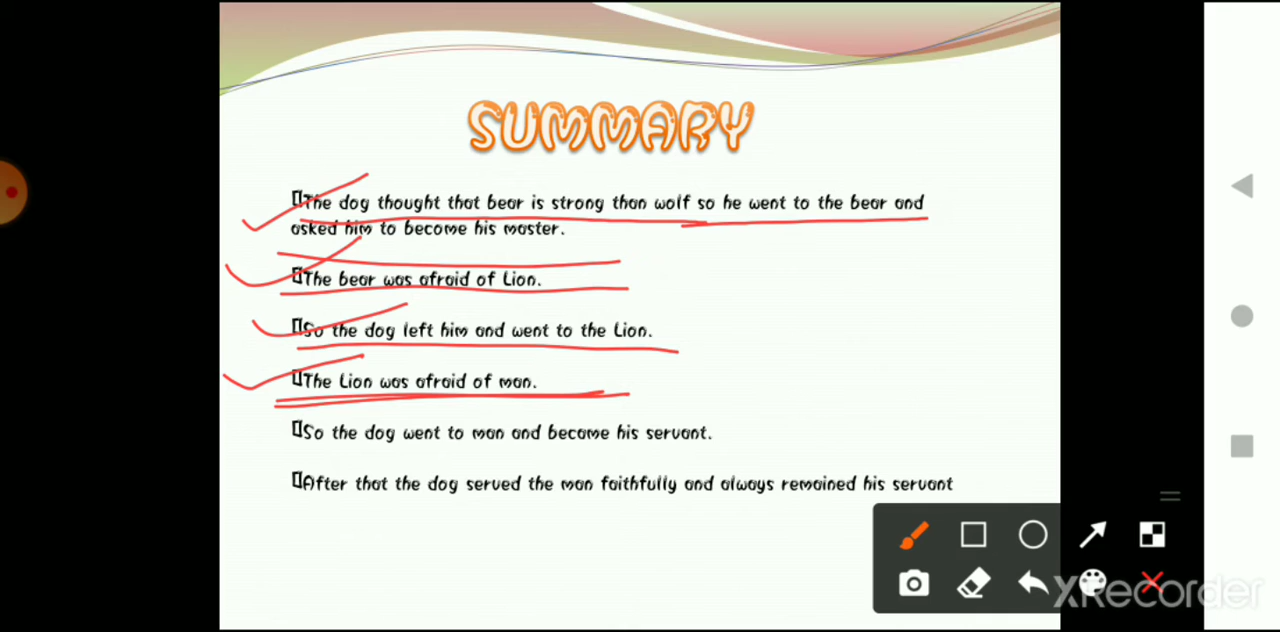 SUMMARY
The dog thought that bear is strong than wolf so he went to the bear and
asked him to become his master.
The bear was afraid of Lion.
So the dog left him and went to the Lion.
The Lion was afraid of man.
So the dog went to man and became his servant.
After that the dog served the man faithfully and always remained his servant
XRecorder